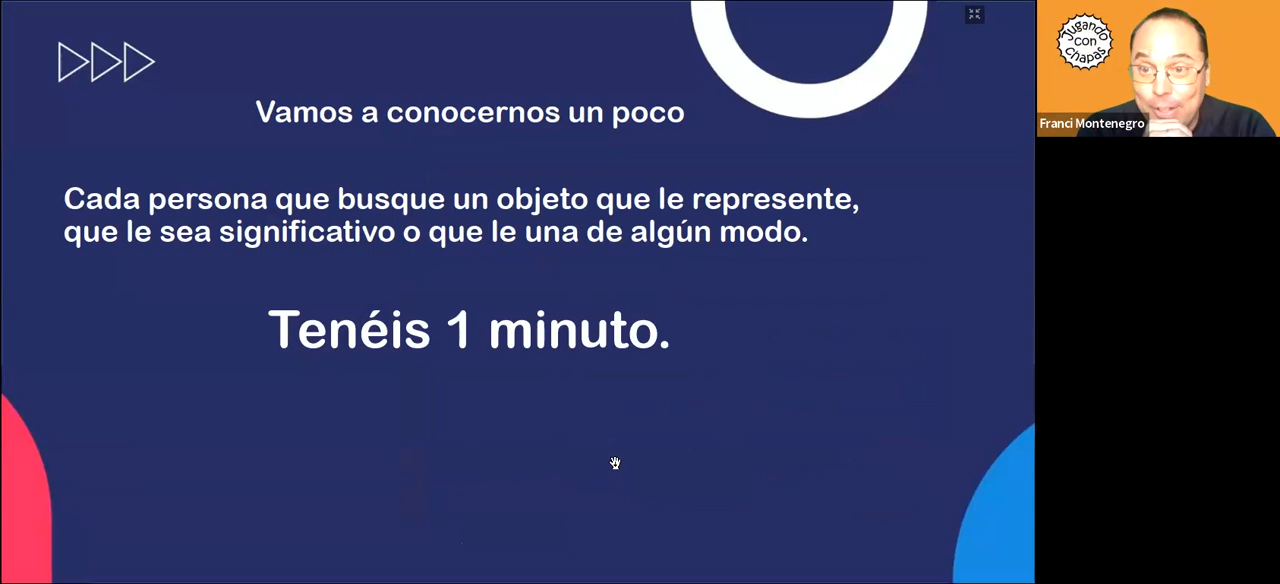 Vamos a conocernos un poco
Cada persona que busque un objeto que le represente,
que le sea significativo o que le una de algún modo.
Tenéis 1 minuto.
Jugando
con
chapas
Franci Montenegro